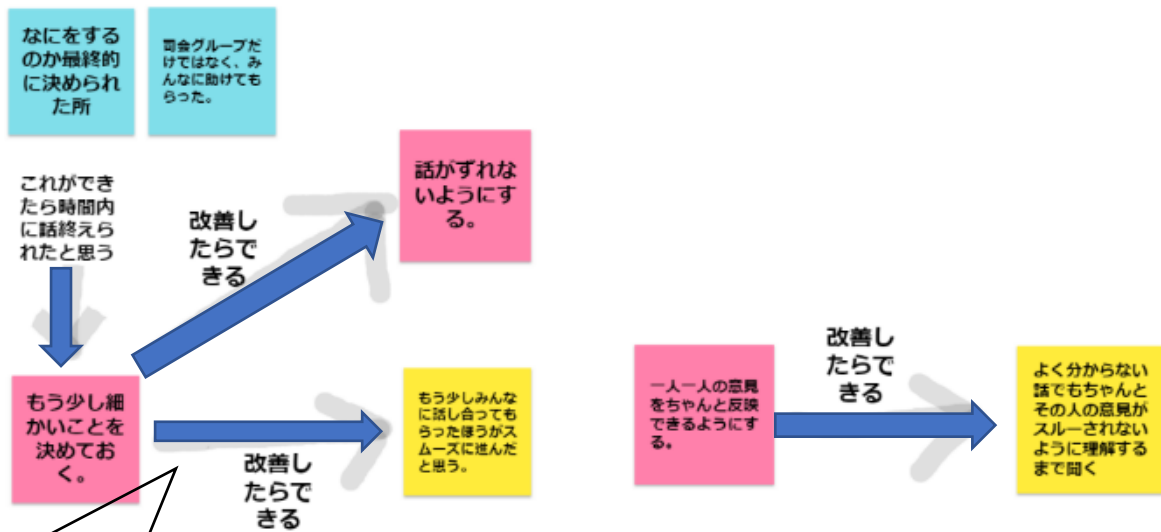 なにをする
のか最終的
に決められ
た所
司会グループだ
けではなく、み
んなに助けても
らった。
これができ
たら時間内
に話終えら
れたと思う
改善し
たらで
きる
話がずれな
いようにす
る。
もう少し細
かいことを
決めてお
く。
改善し
たらで
きる
もう少しみんな
に話し合っても
らったほうがス
ムーズに進んだ
と思う。
一人一人の意見
をちゃんと反映
できるようにす
る。
改善し
たらで
きる
よく分からない
話でもちゃんと
その人の意見が
スルーされない
ように理解する
まで聞く